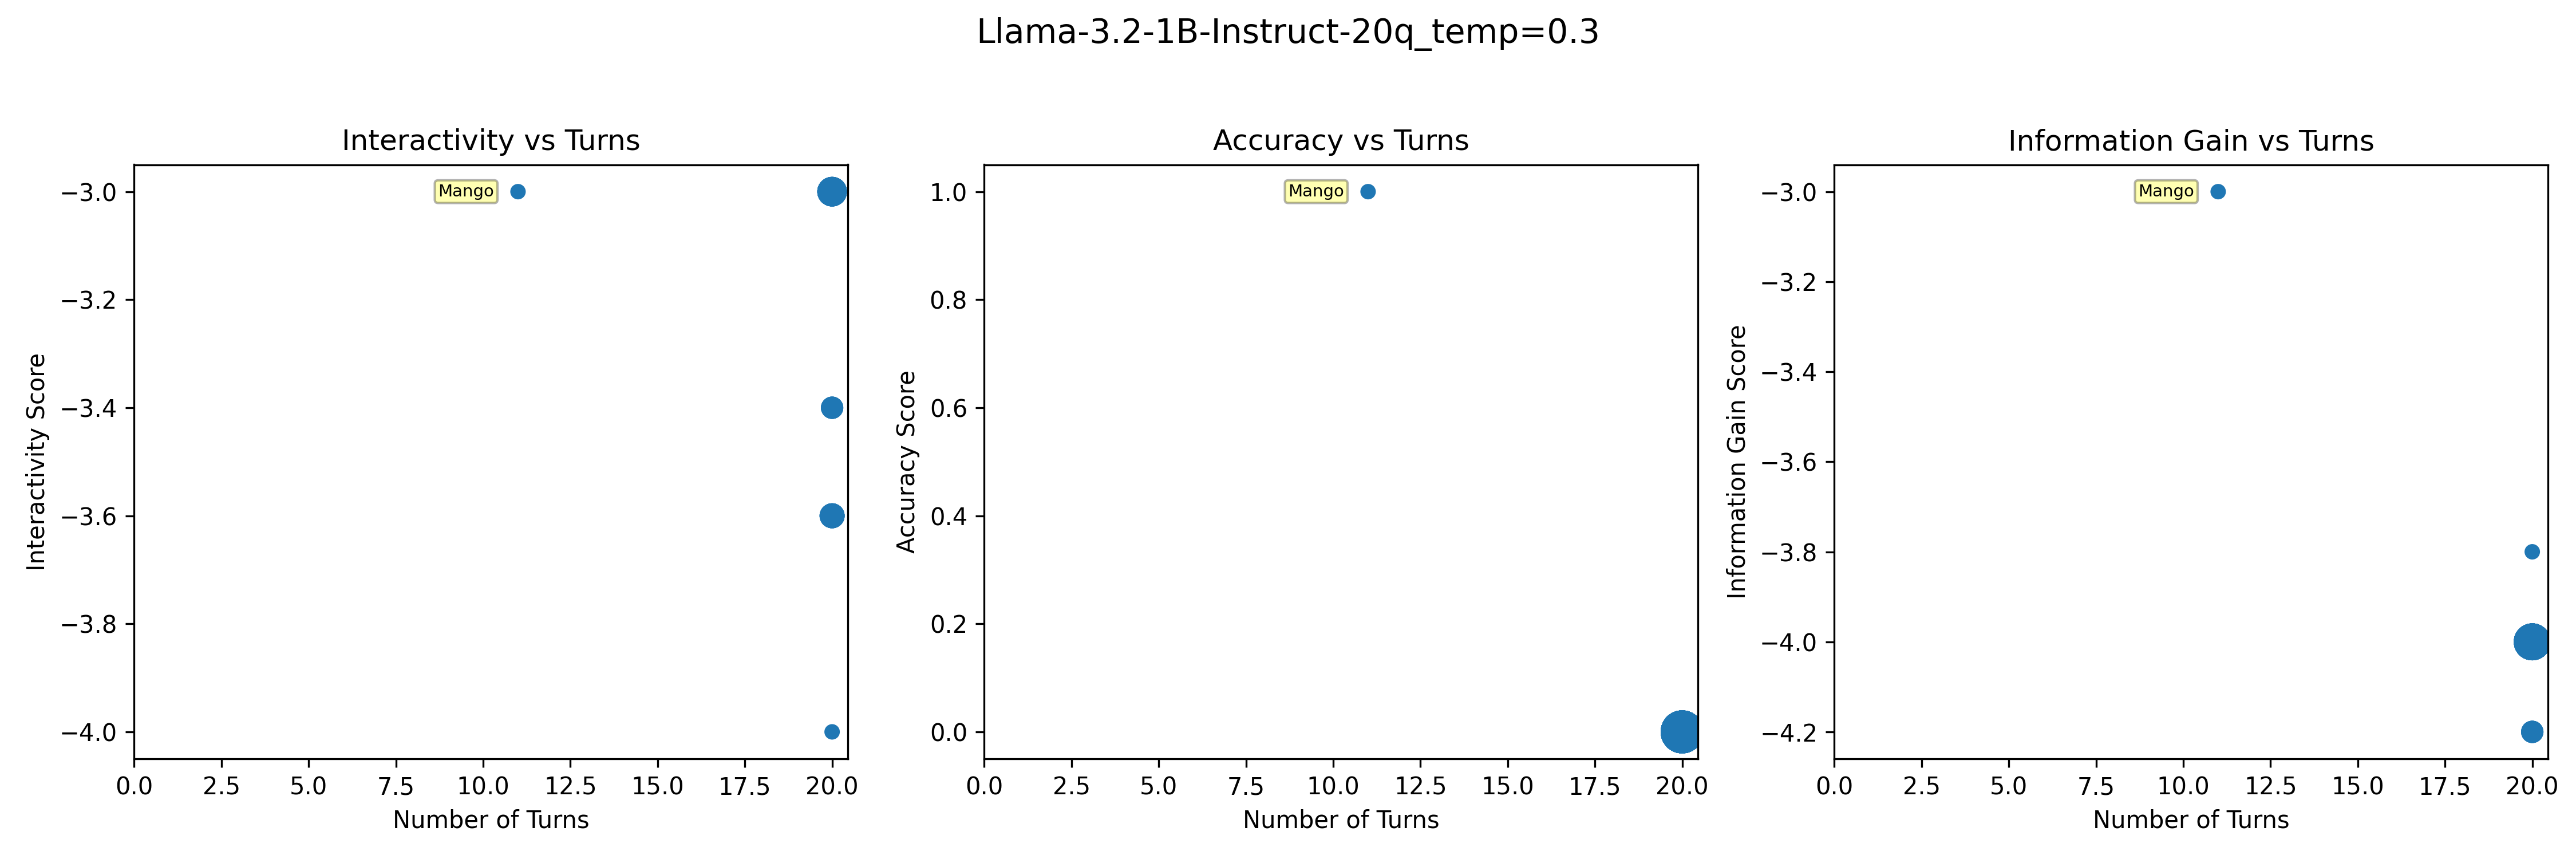 Llama-3.2-1B-Instruct-20q_temp=0.3
Interactivity vs Turns
Interactivity Score
−3.0
−3.2
−3.4
−3.6
−3.8
−4.0
Mango
0.0 2.5 5.0 7.5 10.0 12.5 15.0 17.5 20.0
Number of Turns
Accuracy vs Turns
Accuracy Score
1.0
0.8
0.6
0.4
0.2
0.0
Mango
0.0 2.5 5.0 7.5 10.0 12.5 15.0 17.5 20.0
Number of Turns
Information Gain vs Turns
Information Gain Score
−3.0
−3.2
−3.4
−3.6
−3.8
−4.0
−4.2
Mango
0.0 2.5 5.0 7.5 10.0 12.5 15.0 17.5 20.0
Number of Turns